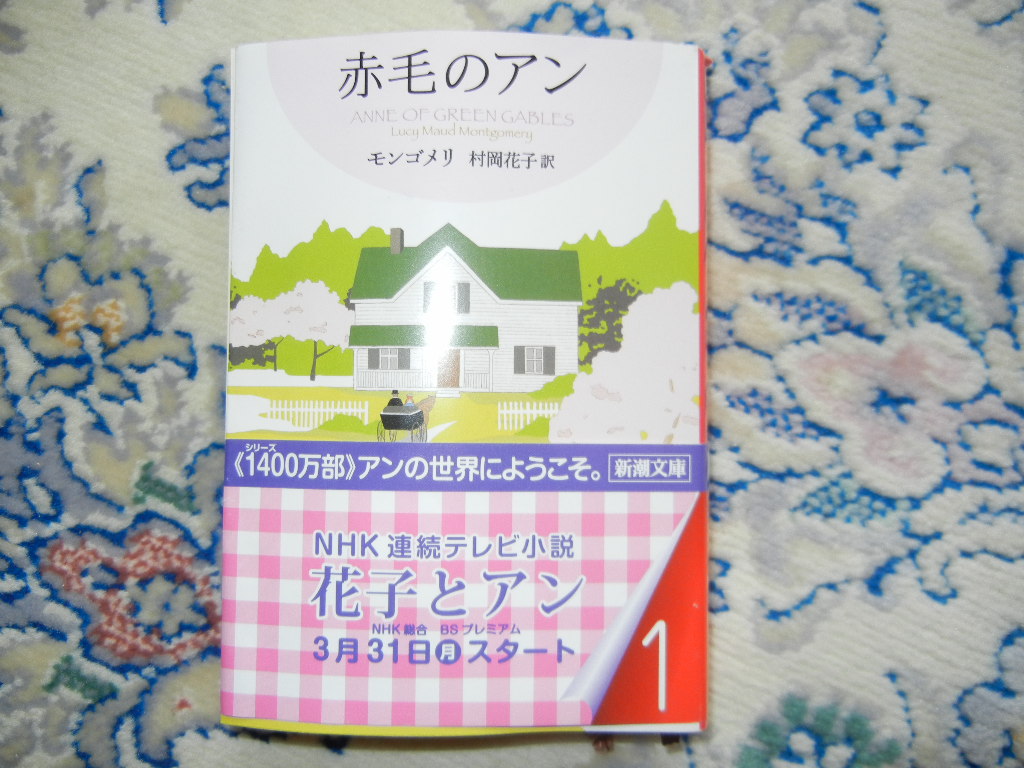 赤毛のアン
ANNE OF GREEN GABLES
Lucy Maud Montgomery
モンゴメリ 村岡花子 訳
シリーズ
《1400万部》アンの世界にようこそ。 新潮文庫
NHK 連続テレビ小説
花子とアン
NHK 総合 BSプレミアム
3月31日月スタート
1